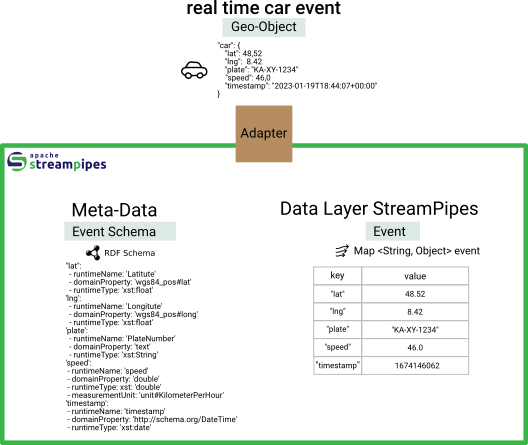 real time car event
Geo-Object
"car": {
"lat": 48,52
"lng": 8.42
"plate": "KA-XY-1234"
"speed": 46,0
"timestamp": "2023-01-19T18:44:07+00:00"
}
Adapter
apache
streampipes
Meta-Data
Event Schema
RDF Schema
"lat":
- runtimeName: 'Latitute'
- domainProperty: 'wgs84_pos#lat'
- runtimeType: 'xst:float'
'lng':
- runtimeName: 'Longitute'
- domainProperty: 'wgs84_pos#long'
- runtimeType: 'xst:float'
'plate':
- runtimeName: 'PlateNumber'
- domainProperty: 'text'
- runtimeType: 'xst:String'
'speed':
- runtimeName: 'speed'
- domainProperty: 'double'
- runtimeType: xst: 'double'
- measurementUnit: 'unit#KilometerPerHour'
'timestamp':
- runtimeName: 'timestamp'
- domainProperty: 'http://schema.org/DateTime'
- runtimeType: 'xst:date'
Data Layer StreamPipes
Event
Map <String, Object> event
key value
"lat" 48.52
"lng" 8.42
"plate" "KA-XY-1234"
"speed" 46.0
"timestamp" 1674146062